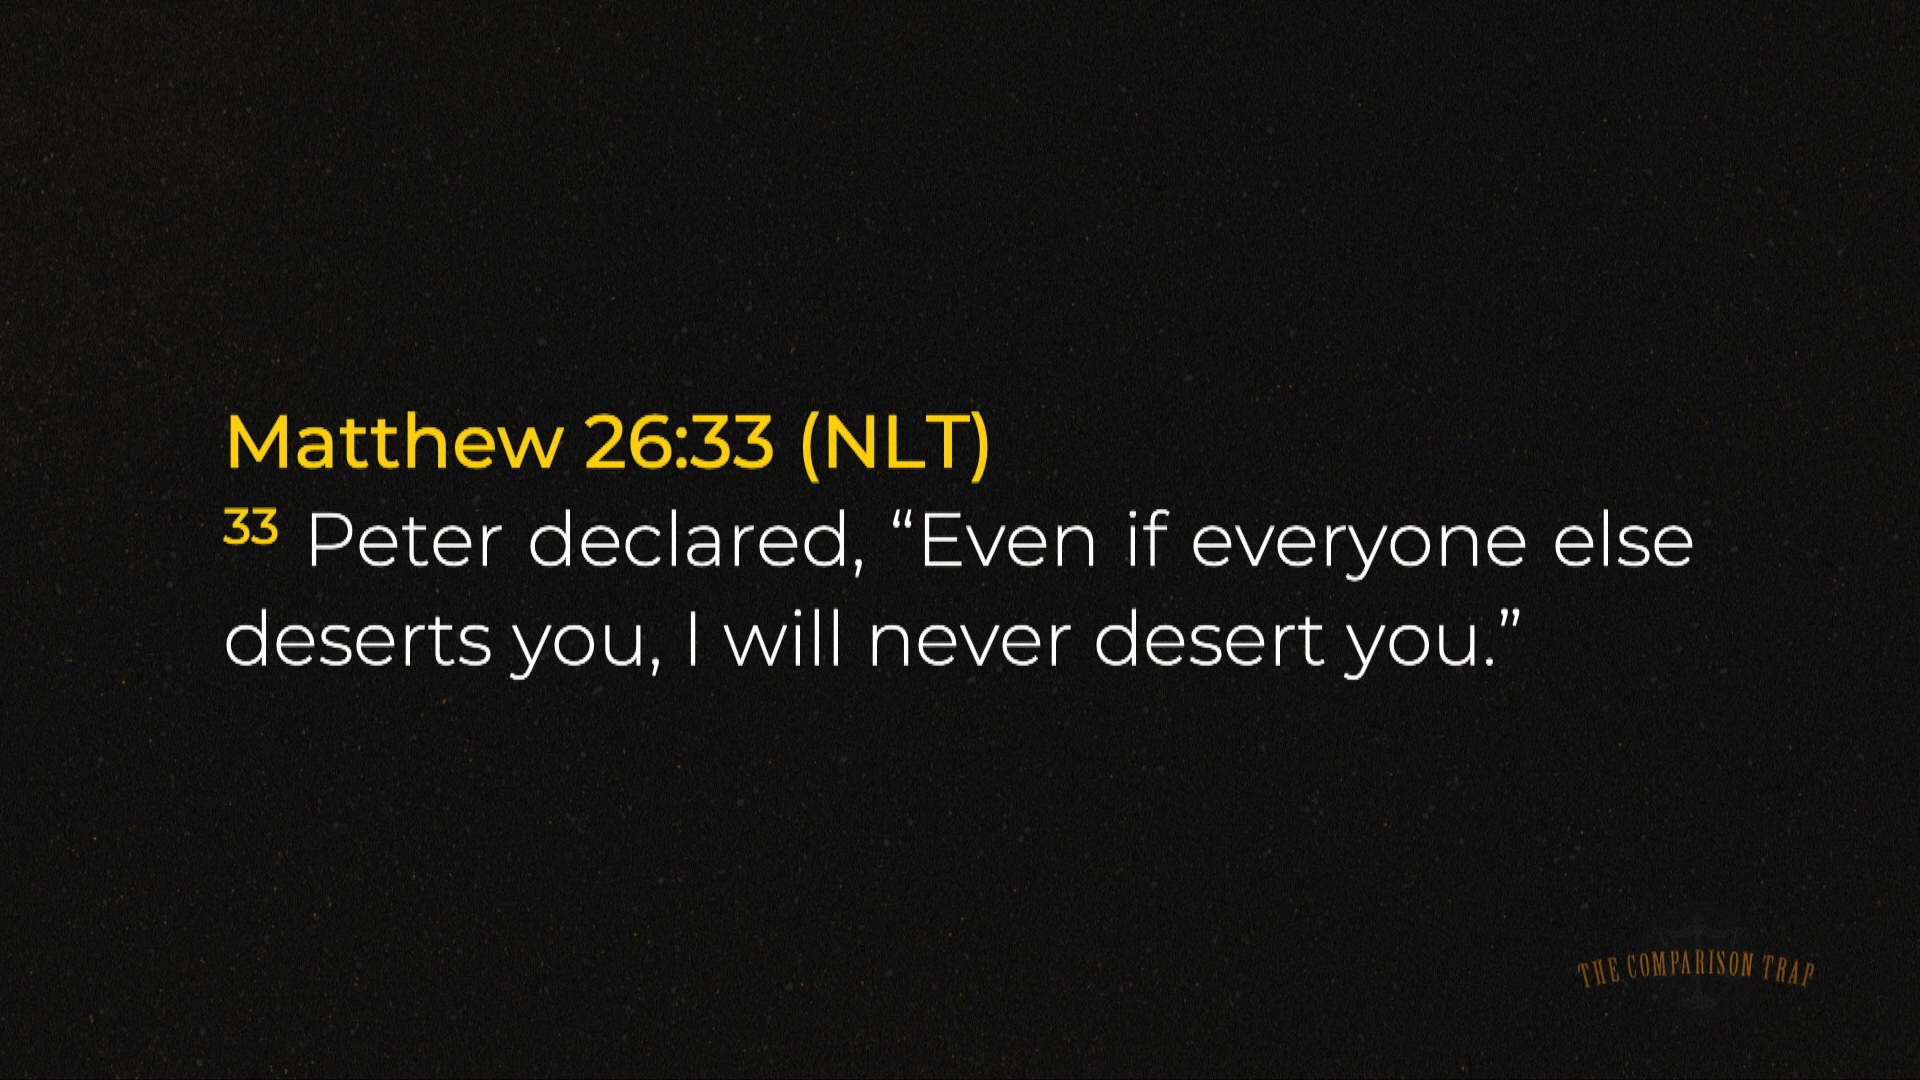 Matthew 26:33 (NLT)
33 Peter declared, “Even if everyone else
deserts you, I will never desert you.”
THE COMPARISON TRAP